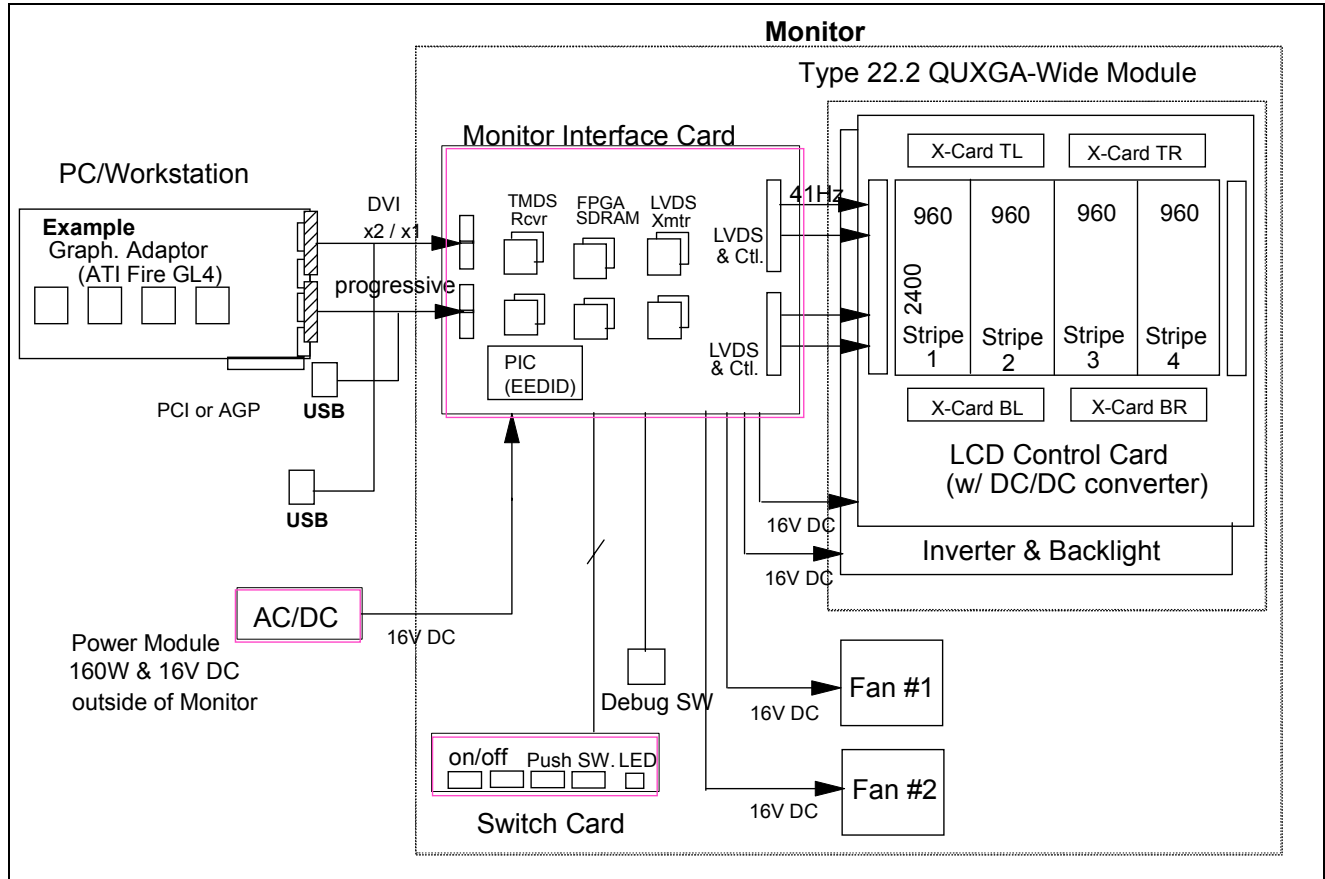 Monitor
Type 22.2 QUXGA-Wide Module
Monitor Interface Card
PC/Workstation
Example
Graph. Adaptor
(ATI Fire GL4)
PCI or AGP
DVI
x2 / x1
progressive
USB
USB
TMDS
Rcvr
FPGA
SDRAM
LVDS
Xmtr
LVDS
& Ctl.
LVDS
& Ctl.
PIC
(EEDID)
41Hz
X-Card TL
X-Card TR
960
960
960
960
2400
Stripe
1
Stripe
2
Stripe
3
Stripe
4
X-Card BL
X-Card BR
LCD Control Card
(w/ DC/DC converter)
16V DC
Inverter & Backlight
16V DC
AC/DC
16V DC
Power Module
160W & 16V DC
outside of Monitor
Debug SW
Fan #1
16V DC
on/off
Push SW.
LED
Switch Card
Fan #2
16V DC